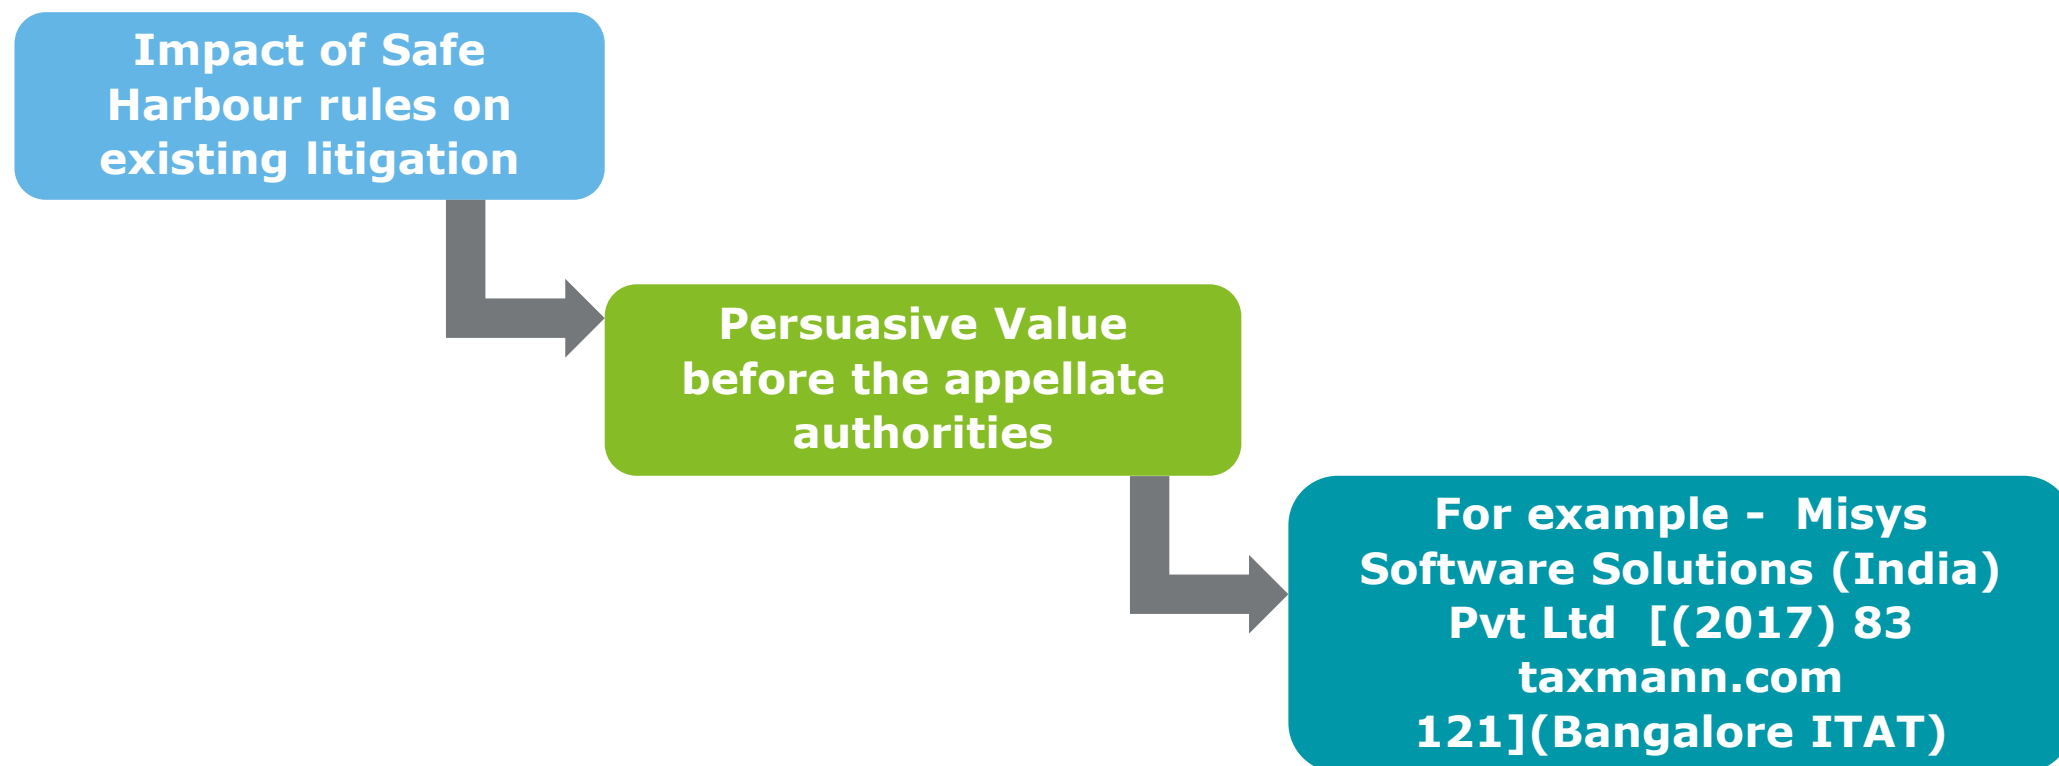 Impact of Safe
Harbour rules on
existing litigation
Persuasive Value
before the appellate
authorities
For example -  Misys
Software Solutions (India)
Pvt Ltd  [(2017) 83
taxmann.com
121](Bangalore ITAT)